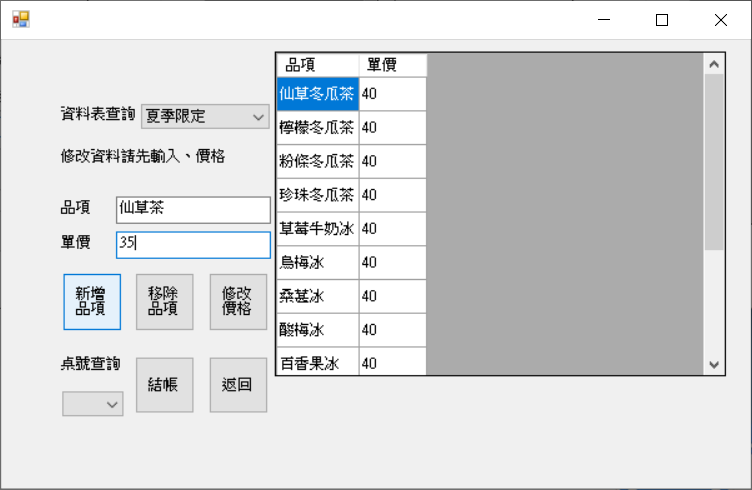 資料表查詢 夏季限定
修改資料請先輸入、價格
品項 仙草茶
單價 35
新增
品項
移除
品項
修改
價格
桌號查詢
結帳
返回
品項 單價
仙草冬瓜茶 40
檸檬冬瓜茶 40
粉條冬瓜茶 40
珍珠冬瓜茶 40
草莓牛奶冰 40
烏梅冰 40
桑葚冰 40
酸梅冰 40
百香果冰 40